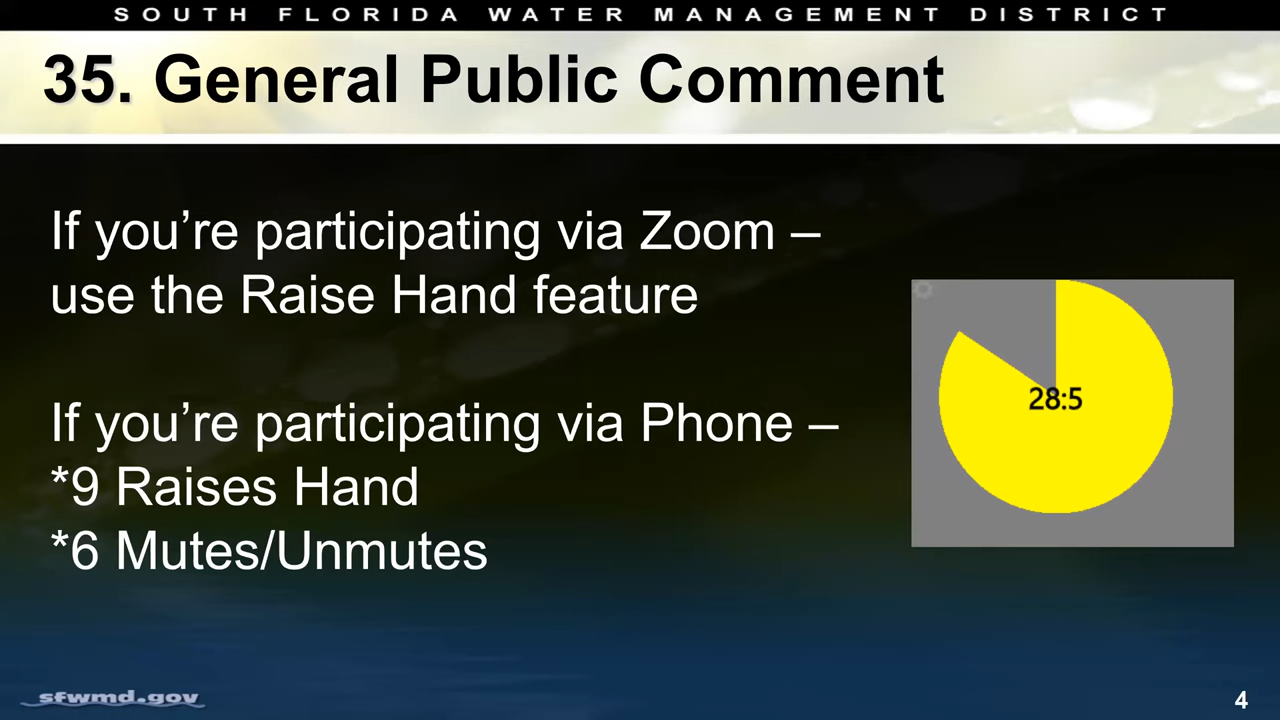 SOUTH FLORIDA WATER MANAGEMENT DISTRICT
35. General Public Comment
If you’re participating via Zoom –
use the Raise Hand feature
28:5
If you’re participating via Phone –
*9 Raises Hand
*6 Mutes/Unmutes
sfwmd.gov
4